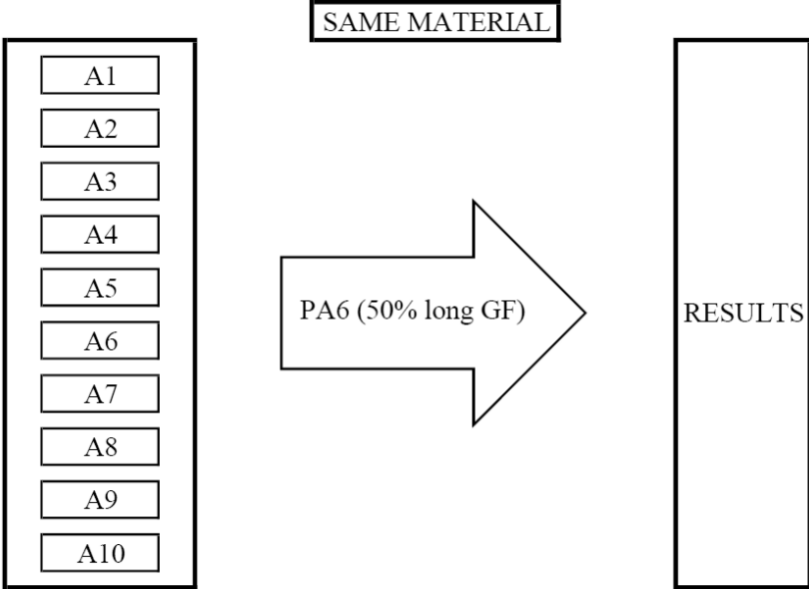 SAME MATERIAL
A1
A2
A3
A4
A5
A6
A7
A8
A9
A10
PA6 (50% long GF)
RESULTS